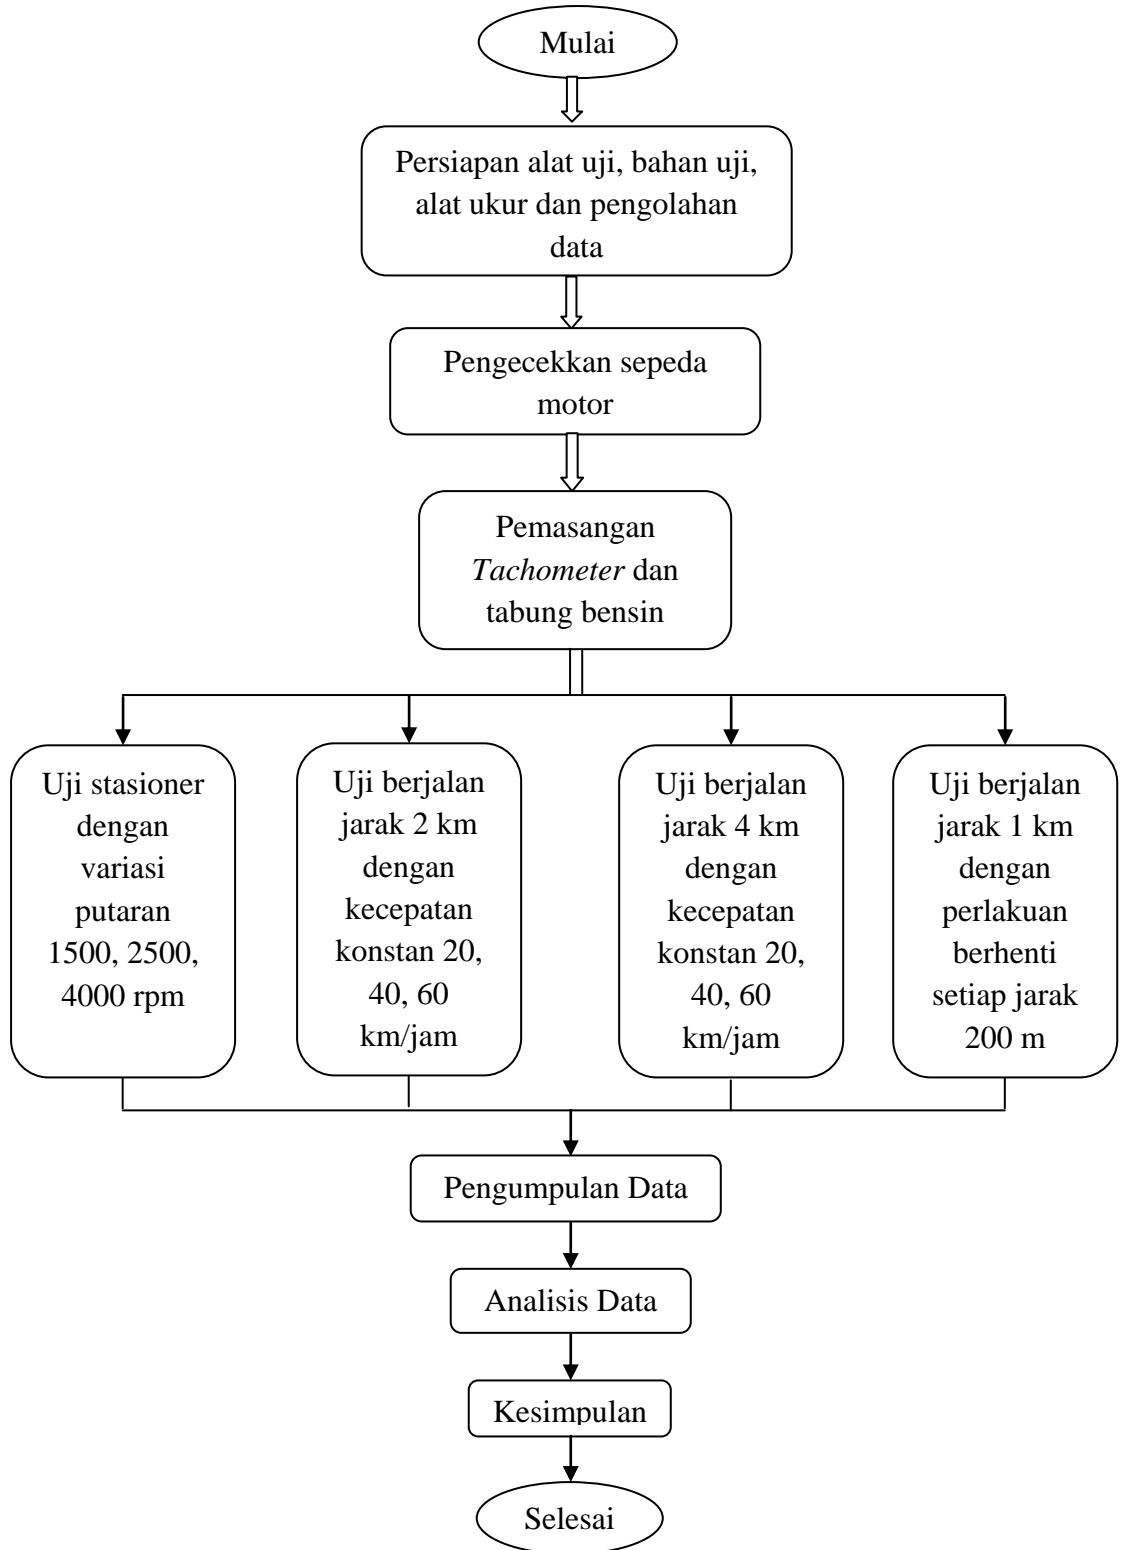 Mulai
Persiapan alat uji, bahan uji,
alat ukur dan pengolahan
data
Pengecekkan sepeda
motor
Pemasangan
Tachometer dan
tabung bensin
Uji stasioner
dengan
variasi
putaran
1500, 2500,
4000 rpm
Uji berjalan
jarak 2 km
dengan
kecepatan
konstan 20,
40, 60
km/jam
Uji berjalan
jarak 4 km
dengan
kecepatan
konstan 20,
40, 60
km/jam
Uji berjalan
jarak 1 km
dengan
perlakuan
berhenti
setiap jarak
200 m
Pengumpulan Data
Analisis Data
Kesimpulan
Selesai